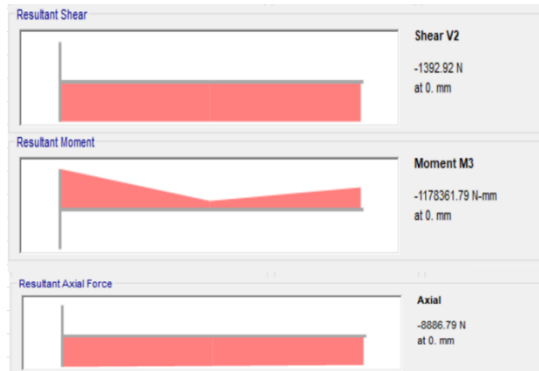 Resultant Shear
Shear V2
-1392.92 N
at 0. mm
Resultant Moment
Moment M3
-1178361.79 N-mm
at 0. mm
Resultant Axial Force
Axial
-8886.79 N
at 0. mm